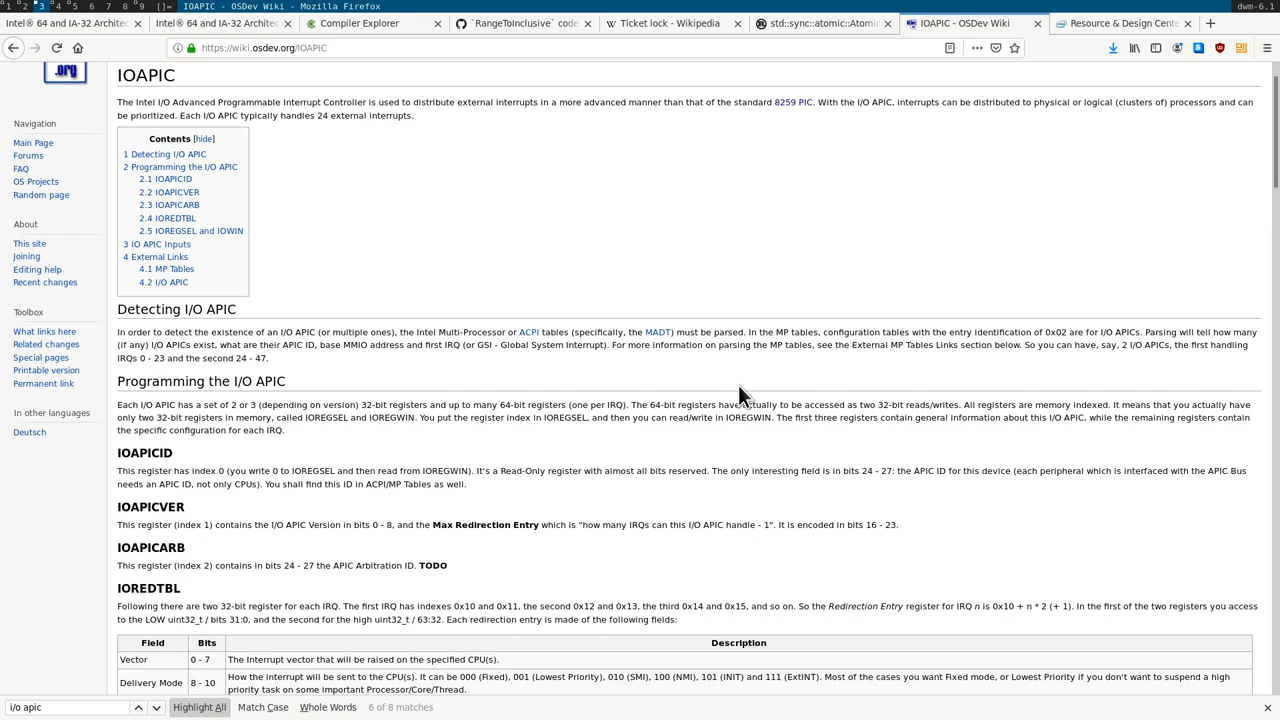 1 2 3 4 5 6 7 8 9 []= IOAPIC - OSDev Wiki - Mozilla Firefox dwm-6.1
Intel® 64 and IA-32 Architec Intel® 64 and IA-32 Architec Compiler Explorer `RangeToInclusive` code Ticket lock - Wikipedia std::sync::atomic::Atomic IOAPIC - OSDev Wiki Resource & Design Cente
https://wiki.osdev.org/IOAPIC
.org
Navigation
Main Page
Forums
FAQ
OS Projects
Random page
About
This site
Joining
Editing help
Recent changes
Toolbox
What links here
Related changes
Special pages
Printable version
Permanent link
In other languages
Deutsch
IOAPIC
The Intel I/O Advanced Programmable Interrupt Controller is used to distribute external interrupts in a more advanced manner than that of the standard 8259 PIC. With the I/O APIC, interrupts can be distributed to physical or logical (clusters of) processors and can
be prioritized. Each I/O APIC typically handles 24 external interrupts.
Contents [hide]
1 Detecting I/O APIC
2 Programming the I/O APIC
2.1 IOAPICID
2.2 IOAPICVER
2.3 IOAPICARB
2.4 IOREDTBL
2.5 IOREGSEL and IOWIN
3 IO APIC Inputs
4 External Links
4.1 MP Tables
4.2 I/O APIC
Detecting I/O APIC
In order to detect the existence of an I/O APIC (or multiple ones), the Intel Multi-Processor or ACPI tables (specifically, the MADT) must be parsed. In the MP tables, configuration tables with the entry identification of 0x02 are for I/O APICs. Parsing will tell how many
(if any) I/O APICs exist, what are their APIC ID, base MMIO address and first IRQ (or GSI - Global System Interrupt). For more information on parsing the MP tables, see the External MP Tables Links section below. So you can have, say, 2 I/O APICs, the first handling
IRQs 0 - 23 and the second 24 - 47.
Programming the I/O APIC
Each I/O APIC has a set of 2 or 3 (depending on version) 32-bit registers and up to many 64-bit registers (one per IRQ). The 64-bit registers have actually to be accessed as two 32-bit reads/writes. All registers are memory indexed. It means that you actually have
only two 32-bit registers in memory, called IOREGSEL and IOREGWIN. You put the register index in IOREGSEL, and then you can read/write in IOREGWIN. The first three registers contain general information about this I/O APIC, while the remaining registers contain
the specific configuration for each IRQ.
IOAPICID
This register has index 0 (you write 0 to IOREGSEL and then read from IOREGWIN). It's a Read-Only register with almost all bits reserved. The only interesting field is in bits 24 - 27: the APIC ID for this device (each peripheral which is interfaced with the APIC Bus
needs an APIC ID, not only CPUs). You shall find this ID in ACPI/MP Tables as well.
IOAPICVER
This register (index 1) contains the I/O APIC Version in bits 0 - 8, and the Max Redirection Entry which is "how many IRQs can this I/O APIC handle - 1". It is encoded in bits 16 - 23.
IOAPICARB
This register (index 2) contains in bits 24 - 27 the APIC Arbitration ID. TODO
IOREDTBL
Following there are two 32-bit register for each IRQ. The first IRQ has indexes 0x10 and 0x11, the second 0x12 and 0x13, the third 0x14 and 0x15, and so on. So the Redirection Entry register for IRQ n is 0x10 + n * 2 (+ 1). In the first of the two registers you access
to the LOW uint32_t / bits 31:0, and the second for the high uint32_t / 63:32. Each redirection entry is made of the following fields:
Field Bits Description
Vector 0 - 7 The Interrupt vector that will be raised on the specified CPU(s).
Delivery Mode 8 - 10 How the interrupt will be sent to the CPU(s). It can be 000 (Fixed), 001 (Lowest Priority), 010 (SMI), 100 (NMI), 101 (INIT) and 111 (ExtINT). Most of the cases you want Fixed mode, or Lowest Priority if you don't want to suspend a high
priority task on some important Processor/Core/Thread.
i/o apic Highlight All Match Case Whole Words 6 of 8 matches